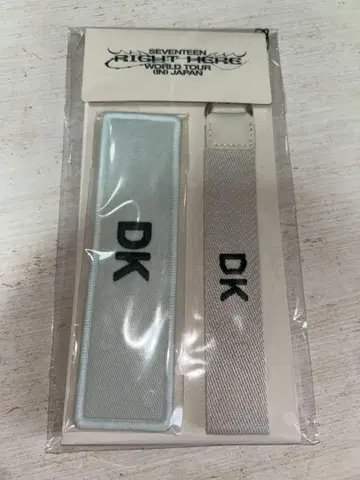 SEVENTEEN
RIGHT HERE
WORLD TOUR
(IN) JAPAN
DK
DK